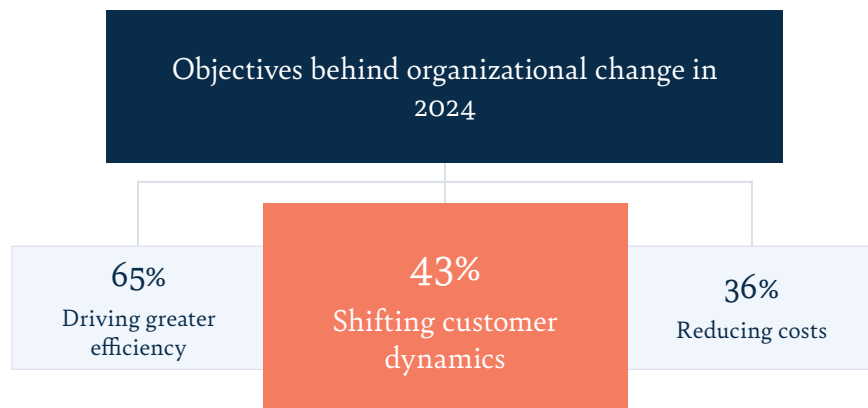 Objectives behind organizational change in
2024
65%
Driving greater
efficiency
43%
Shifting customer
dynamics
36%
Reducing costs